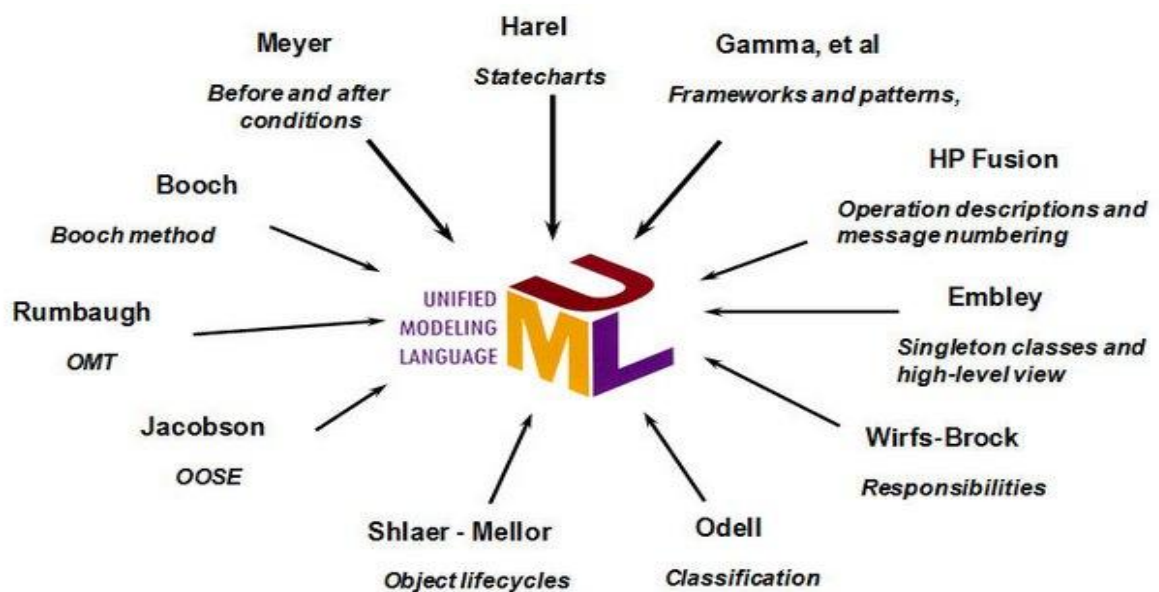 Harel
Statecharts
Meyer
Before and after
conditions
Gamma, et al
Frameworks and patterns,
HP Fusion
Operation descriptions and
message numbering
Booch
Booch method
Embley
Singleton classes and
high-level view
Rumbaugh
OMT
UNIFIED
MODELING
LANGUAGE
UML
Jacobson
OOSE
Wirfs-Brock
Responsibilities
Shlaer - Mellor
Object lifecycles
Odell
Classification